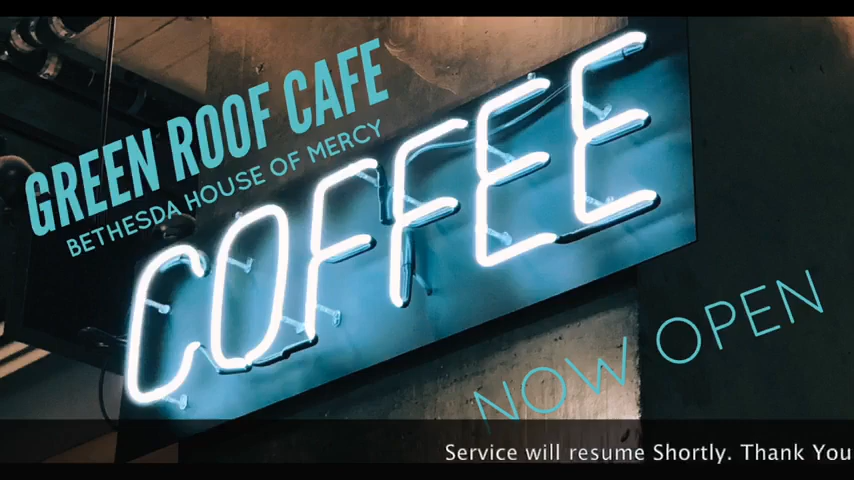 GREEN ROOF CAFE
BETHESDA HOUSE OF MERCY
COFFEE
NOW OPEN
Service will resume Shortly. Thank You